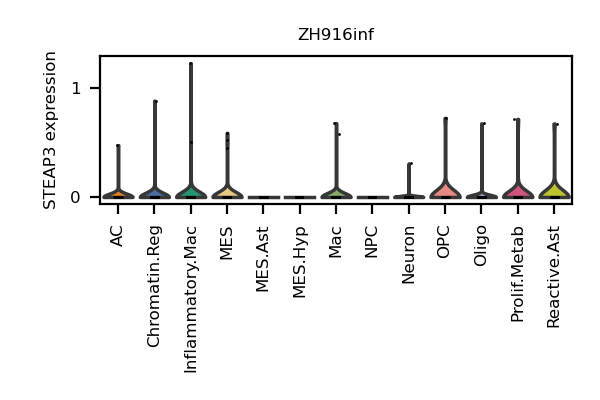 ZH916inf
STEAP3 expression
1
0
AC
Chromatin.Reg
Inflammatory.Mac
MES
MES.Ast
MES.Hyp
Mac
NPC
Neuron
OPC
Oligo
Prolif.Metab
Reactive.Ast